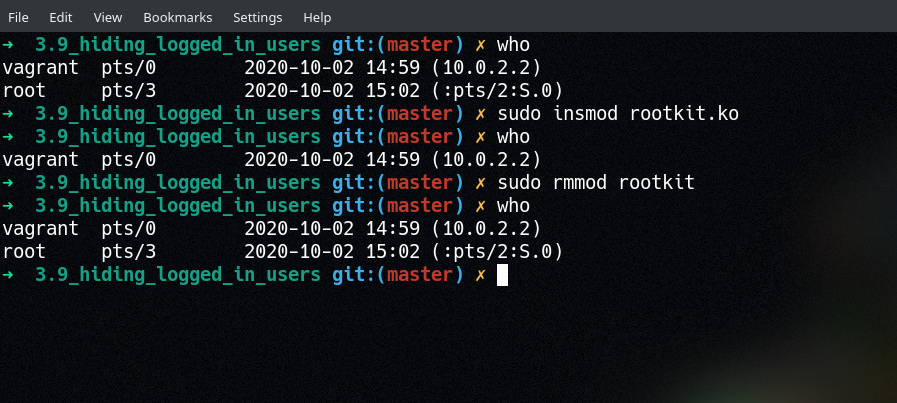 File Edit View Bookmarks Settings Help
➜  3.9_hiding_logged_in_users git:(master) ✗ who
vagrant  pts/0        2020-10-02 14:59 (10.0.2.2)
root     pts/3        2020-10-02 15:02 (:pts/2:S.0)
➜  3.9_hiding_logged_in_users git:(master) ✗ sudo insmod rootkit.ko
➜  3.9_hiding_logged_in_users git:(master) ✗ who
vagrant  pts/0        2020-10-02 14:59 (10.0.2.2)
➜  3.9_hiding_logged_in_users git:(master) ✗ sudo rmmod rootkit
➜  3.9_hiding_logged_in_users git:(master) ✗ who
vagrant  pts/0        2020-10-02 14:59 (10.0.2.2)
root     pts/3        2020-10-02 15:02 (:pts/2:S.0)
➜  3.9_hiding_logged_in_users git:(master) ✗